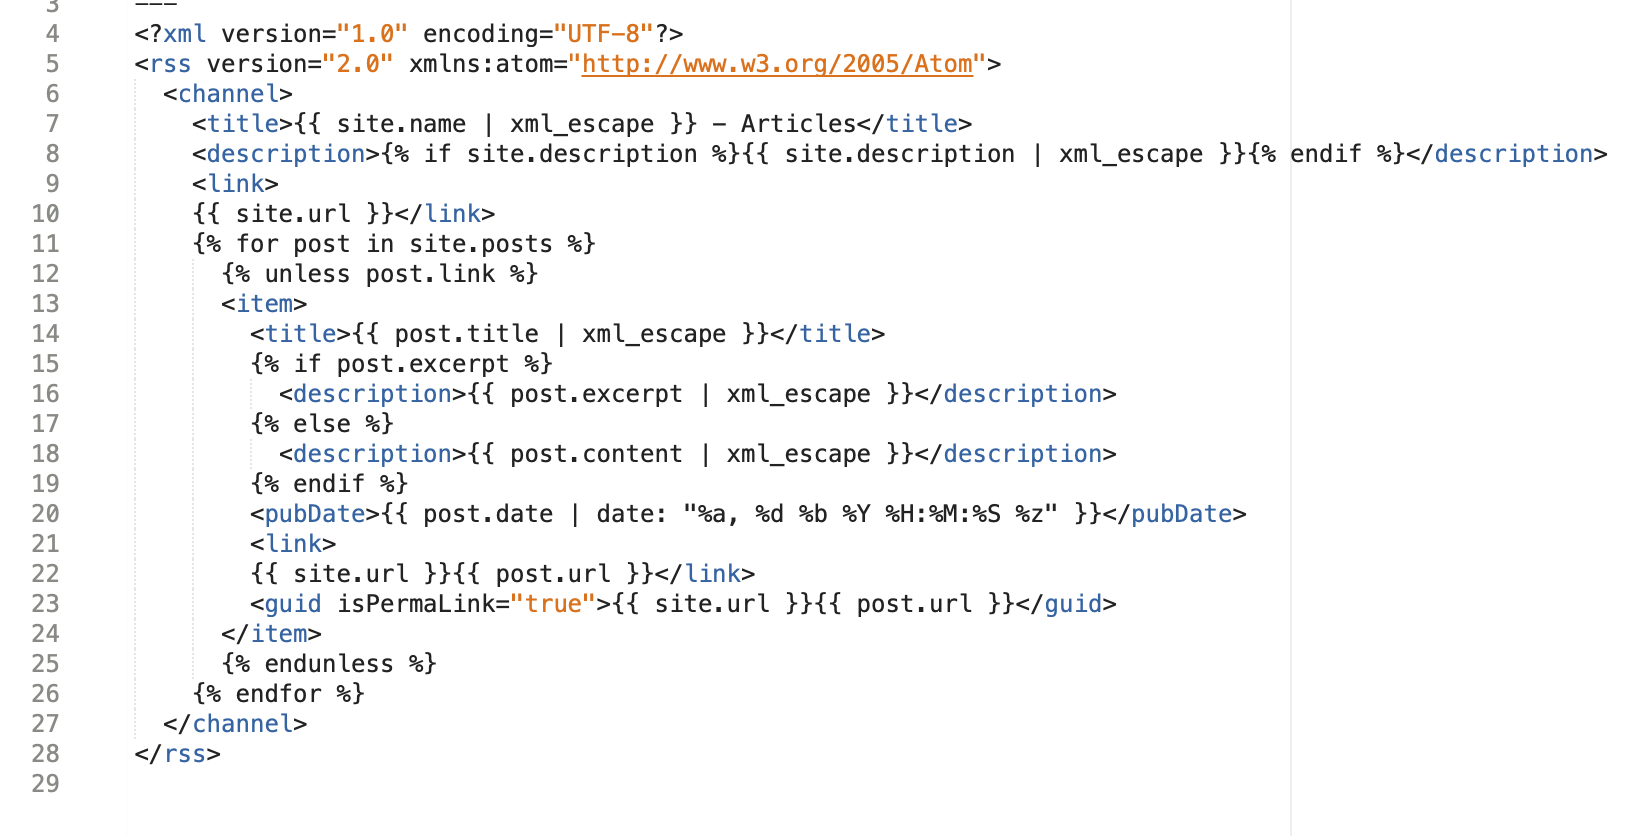 3 ---
4 <?xml version="1.0" encoding="UTF-8"?>
5 <rss version="2.0" xmlns:atom="http://www.w3.org/2005/Atom">
6   <channel>
7     <title>{{ site.name | xml_escape }} - Articles</title>
8     <description>{% if site.description %}{{ site.description | xml_escape }}{% endif %}</description>
9     <link>
10     {{ site.url }}</link>
11     {% for post in site.posts %}
12       {% unless post.link %}
13       <item>
14         <title>{{ post.title | xml_escape }}</title>
15         {% if post.excerpt %}
16           <description>{{ post.excerpt | xml_escape }}</description>
17         {% else %}
18           <description>{{ post.content | xml_escape }}</description>
19         {% endif %}
20         <pubDate>{{ post.date | date: "%a, %d %b %Y %H:%M:%S %z" }}</pubDate>
21         <link>
22         {{ site.url }}{{ post.url }}</link>
23         <guid isPermaLink="true">{{ site.url }}{{ post.url }}</guid>
24       </item>
25       {% endunless %}
26     {% endfor %}
27   </channel>
28 </rss>
29